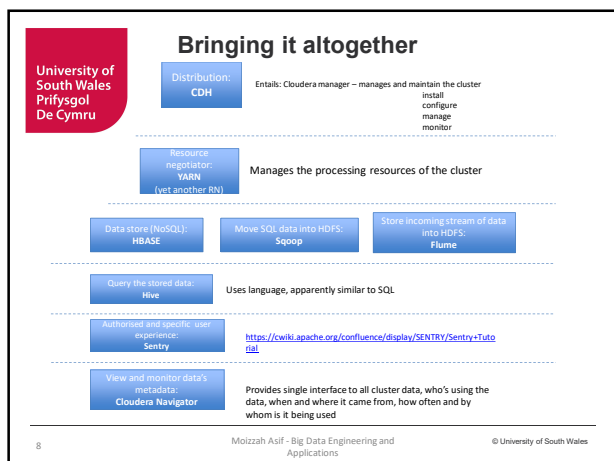 Bringing it altogether
University of
South Wales
Prifysgol
De Cymru
Distribution:
CDH
Entails: Cloudera manager – manages and maintain the cluster
install
configure
manage
monitor
Resource
negotiator:
YARN
(yet another RN)
Manages the processing resources of the cluster
Data store (NoSQL):
HBASE
Move SQL data into HDFS:
Sqoop
Store incoming stream of data
into HDFS:
Flume
Query the stored data:
Hive
Uses language, apparently similar to SQL
Authorised and specific user
experience:
Sentry
https://cwiki.apache.org/confluence/display/SENTRY/Sentry+Tuto
rial
View and monitor data's
metadata:
Cloudera Navigator
Provides single interface to all cluster data, who's using the
data, when and where it came from, how often and by
whom is it being used
8
Moizzah Asif - Big Data Engineering and
Applications
© University of South Wales